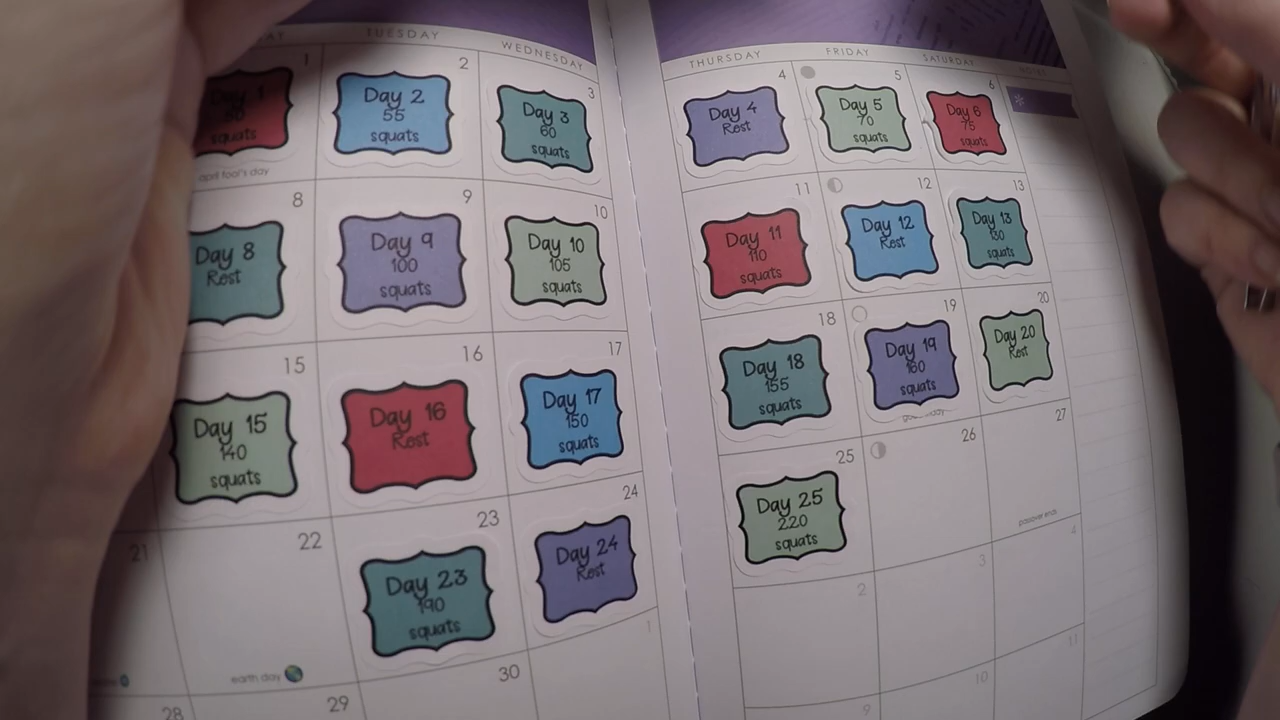 TUESDAY
WEDNESDAY
THURSDAY
FRIDAY
SATURDAY
1
Day 1
50
squats
april fool's day
2
Day 2
55
squats
3
Day 3
60
squats
4
Day 4
Rest
5
Day 5
70
squats
6
Day 6
75
squats
8
Day 8
Rest
9
Day 9
100
squats
10
Day 10
105
squats
11
Day 11
110
squats
12
Day 12
Rest
13
Day 13
130
squats
15
Day 15
140
squats
16
Day 16
Rest
17
Day 17
150
squats
18
Day 18
155
squats
19
Day 19
160
squats
20
Day 20
Rest
21
22
earth day
23
Day 23
190
squats
24
Day 24
Rest
25
Day 25
220
squats
26
27
passover ends
28
29
30
1
2
3
4
9
10
11